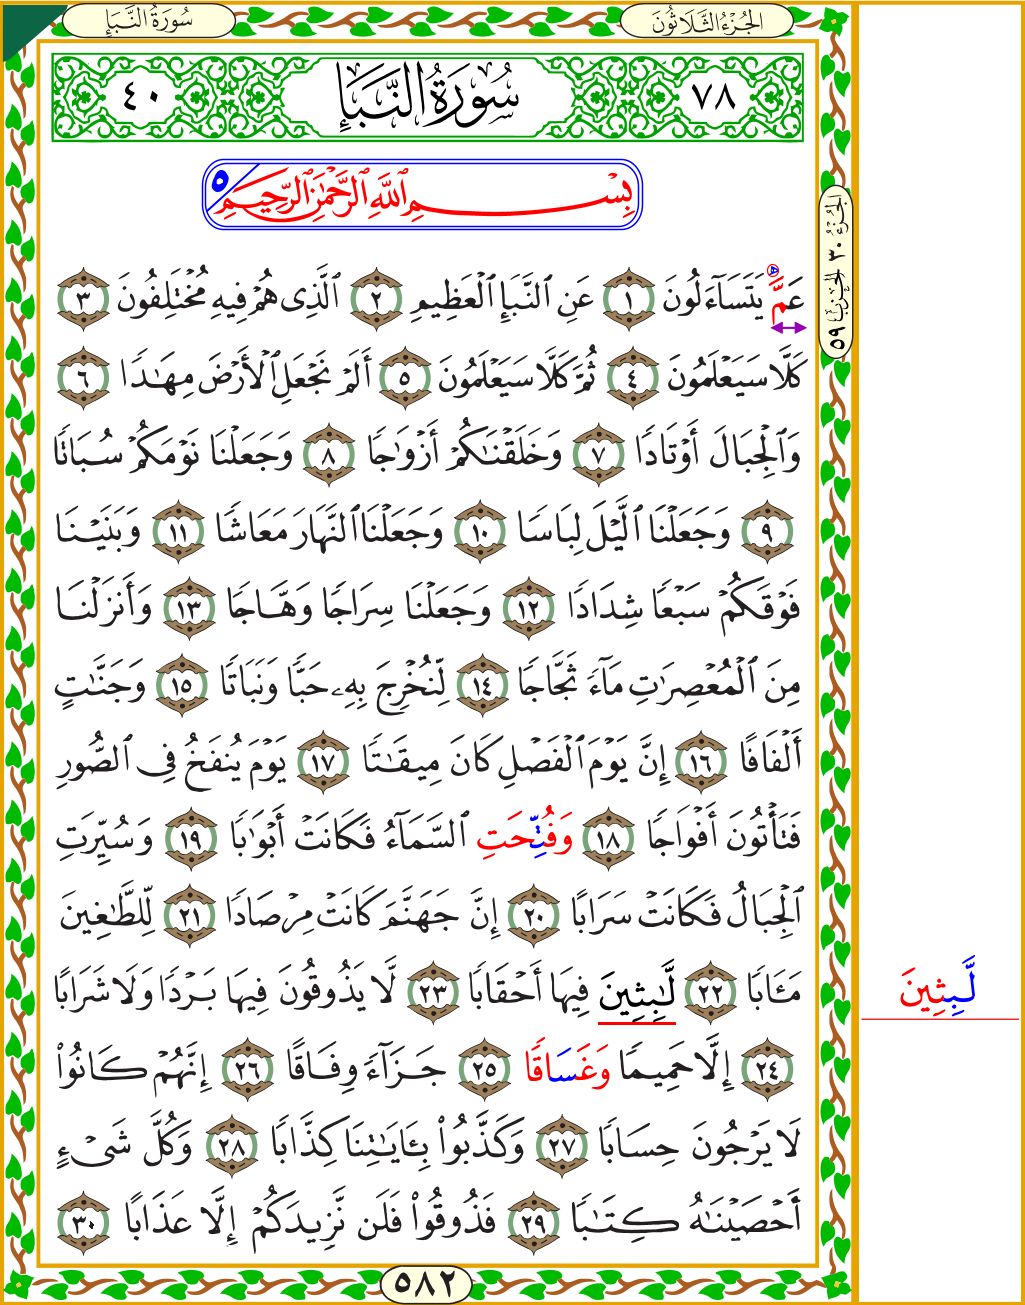 الجُزْءُ الثَّلَاثُونَ سُورَةُ النَّبَإِ
٧٨ سُورَةُ النَّبَإِ ٤٠
بِسْمِ ٱللَّهِ ٱلرَّحْمَٰنِ ٱلرَّحِيمِ ٥
عَمَّ يَتَسَآءَلُونَ ١ عَنِ ٱلنَّبَإِ ٱلْعَظِيمِ ٢ ٱلَّذِى هُمْ فِيهِ مُخْتَلِفُونَ ٣
كَلَّا سَيَعْلَمُونَ ٤ ثُمَّ كَلَّا سَيَعْلَمُونَ ٥ أَلَمْ نَجْعَلِ ٱلْأَرْضَ مِهَٰدًا ٦
وَٱلْجِبَالَ أَوْتَادًا ٧ وَخَلَقْنَٰكُمْ أَزْوَٰجًا ٨ وَجَعَلْنَا نَوْمَكُمْ سُبَاتًا
٩ وَجَعَلْنَا ٱلَّيْلَ لِبَاسًا ١٠ وَجَعَلْنَا ٱلنَّهَارَ مَعَاشًا ١١ وَبَنَيْنَا
فَوْقَكُمْ سَبْعًا شِدَادًا ١٢ وَجَعَلْنَا سِرَاجًا وَهَّاجًا ١٣ وَأَنزَلْنَا
مِنَ ٱلْمُعْصِرَٰتِ مَآءً ثَجَّاجًا ١٤ لِّنُخْرِجَ بِهِۦ حَبًّا وَنَبَاتًا ١٥ وَجَنَّٰتٍ
أَلْفَافًا ١٦ إِنَّ يَوْمَ ٱلْفَصْلِ كَانَ مِيقَٰتًا ١٧ يَوْمَ يُنفَخُ فِى ٱلصُّورِ
فَتَأْتُونَ أَفْوَاجًا ١٨ وَفُتِّحَتِ ٱلسَّمَآءُ فَكَانَتْ أَبْوَٰبًا ١٩ وَسُيِّرَتِ
ٱلْجِبَالُ فَكَانَتْ سَرَابًا ٢٠ إِنَّ جَهَنَّمَ كَانَتْ مِرْصَادًا ٢١ لِّلطَّٰغِينَ
مَـَٔابًا ٢٢ لَّٰبِثِينَ فِيهَآ أَحْقَابًا ٢٣ لَّا يَذُوقُونَ فِيهَا بَرْدًا وَلَا شَرَابًا
٢٤ إِلَّا حَمِيمًا وَغَسَاقًا ٢٥ جَزَآءً وِفَاقًا ٢٦ إِنَّهُمْ كَانُوا۟
لَا يَرْجُونَ حِسَابًا ٢٧ وَكَذَّبُوا۟ بِـَٔايَٰتِنَا كِذَّابًا ٢٨ وَكُلَّ شَىْءٍ
أَحْصَيْنَٰهُ كِتَٰبًا ٢٩ فَذُوقُوا۟ فَلَن نَّزِيدَكُمْ إِلَّا عَذَابًا ٣٠
٥٨٢
الجُزْءُ ٣٠ الحِزْبُ ٥٩
لَّبِثِينَ